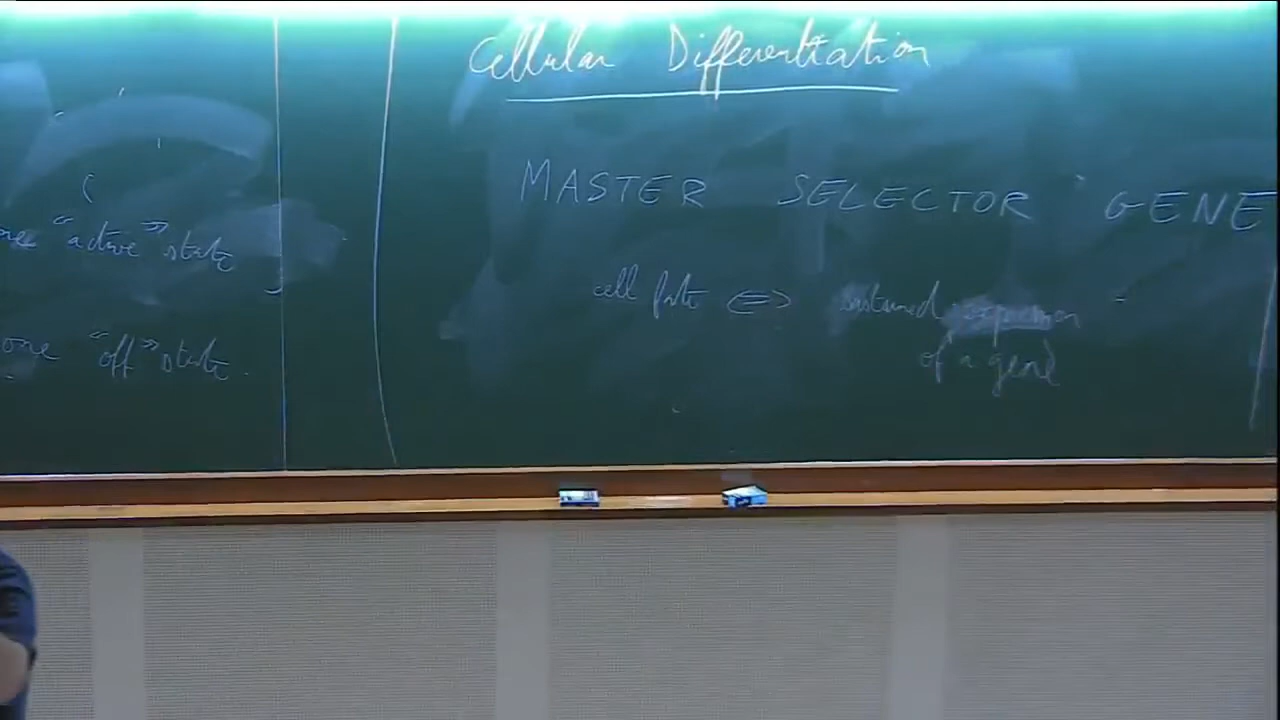 Cellular Differentiation
MASTER SELECTOR GENE
cell fate ⇔ sustained expression
of a gene
one "active" state
one "off" state.